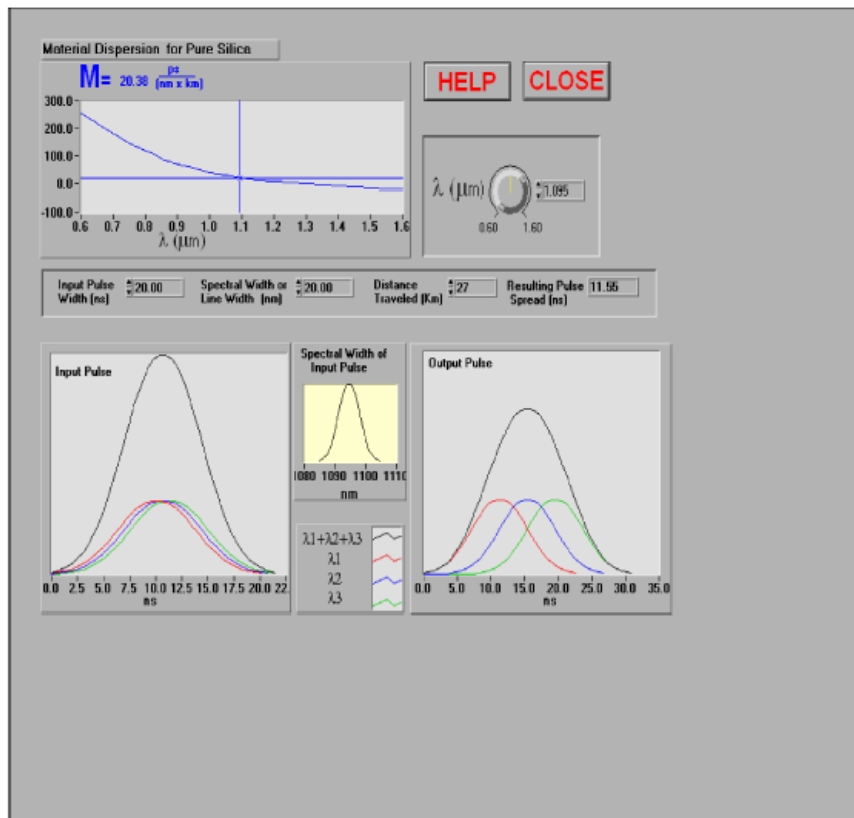 Material Dispersion for Pure Silica
M= 20.38 ps/(nm x km)
HELP
CLOSE
300.0
200.0
100.0
0.0
-100.0
0.6 0.7 0.8 0.9 1.0 1.1 1.2 1.3 1.4 1.5 1.6
λ (μm)
λ (μm)
1.095
0.60 1.60
Input Pulse Width (ns) 20.00
Spectral Width or Line Width (nm) 20.00
Distance Traveled (Km) 27
Resulting Pulse Spread (ns) 11.55
Input Pulse
0.0 2.5 5.0 7.5 10.0 12.5 15.0 17.5 20.0 22.
ns
Spectral Width of
Input Pulse
1080 1090 1100 1110
nm
λ1+λ2+λ3
λ1
λ2
λ3
Output Pulse
0.0 5.0 10.0 15.0 20.0 25.0 30.0 35.0
ns